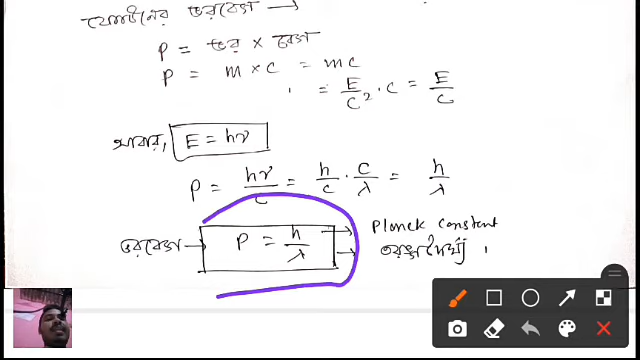 ফোটনের ভরবেগ →
P = ভর × বেগ
P = m × c = mc
= E/c² · c = E/c
আবার, E = hν
P = hν/c = h/c · c/λ = h/λ
ভরবেগ → P = h/λ → Planck constant
→ তরঙ্গদৈর্ঘ্য ।